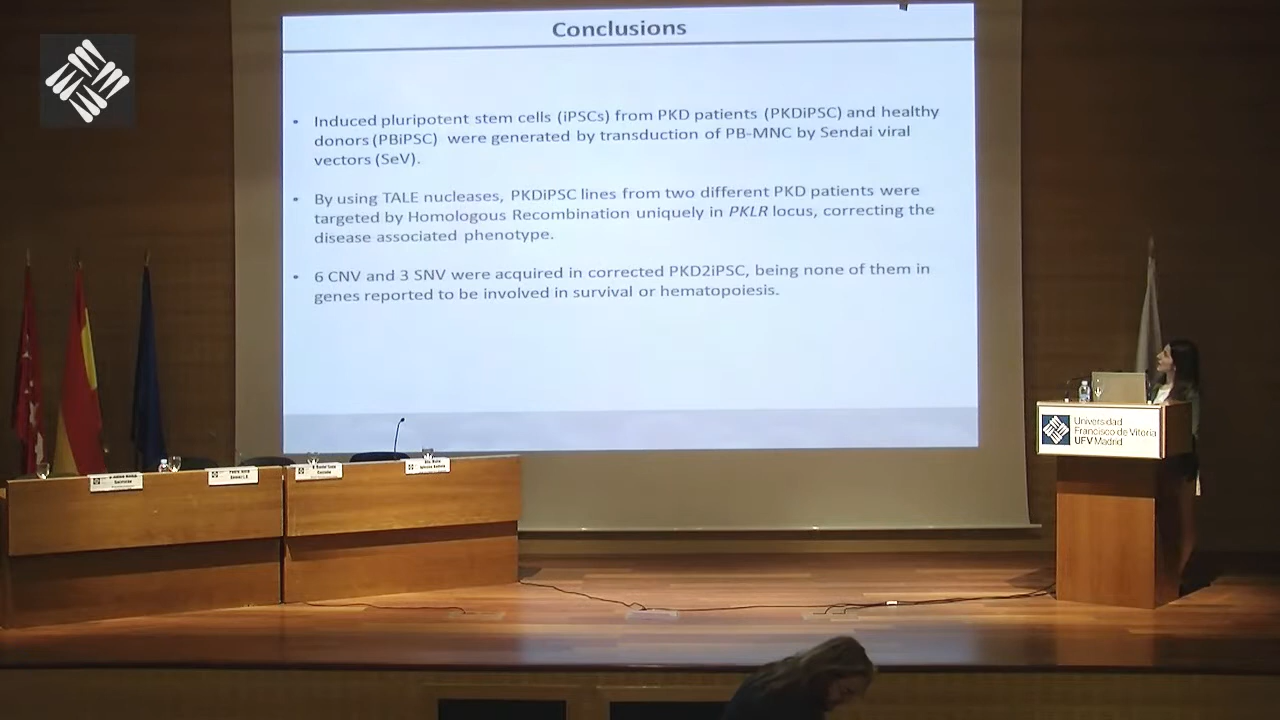 Conclusions
• Induced pluripotent stem cells (iPSCs) from PKD patients (PKDiPSC) and healthy
donors (PBiPSC) were generated by transduction of PB-MNC by Sendai viral
vectors (SeV).
• By using TALE nucleases, PKDiPSC lines from two different PKD patients were
targeted by Homologous Recombination uniquely in PKLR locus, correcting the
disease associated phenotype.
• 6 CNV and 3 SNV were acquired in corrected PKD2iPSC, being none of them in
genes reported to be involved in survival or hematopoiesis.
Universidad
Francisco de Vitoria
UFV Madrid